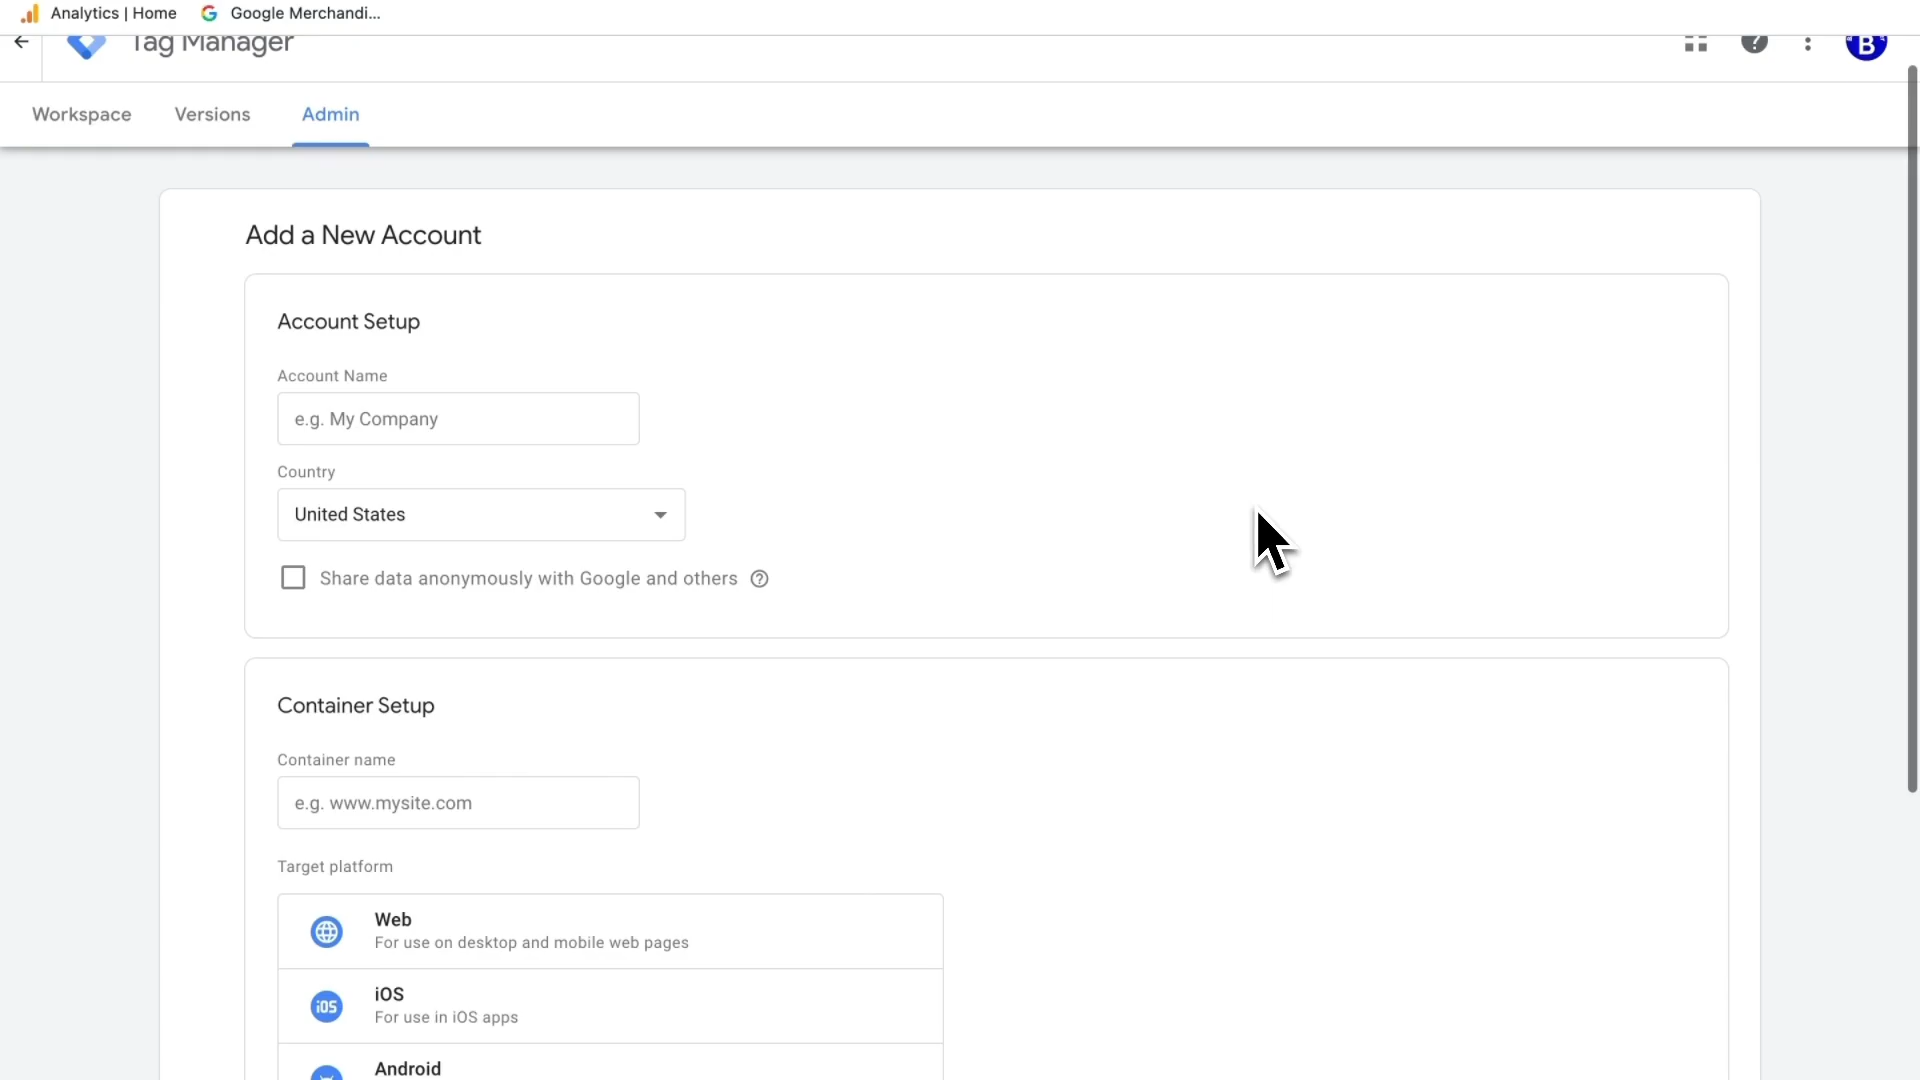 Analytics | Home
Google Merchandi...
Tag Manager
?
B
Workspace
Versions
Admin
Add a New Account
Account Setup
Account Name
e.g. My Company
Country
United States
Share data anonymously with Google and others ?
Container Setup
Container name
e.g. www.mysite.com
Target platform
Web
For use on desktop and mobile web pages
iOS
iOS
For use in iOS apps
Android